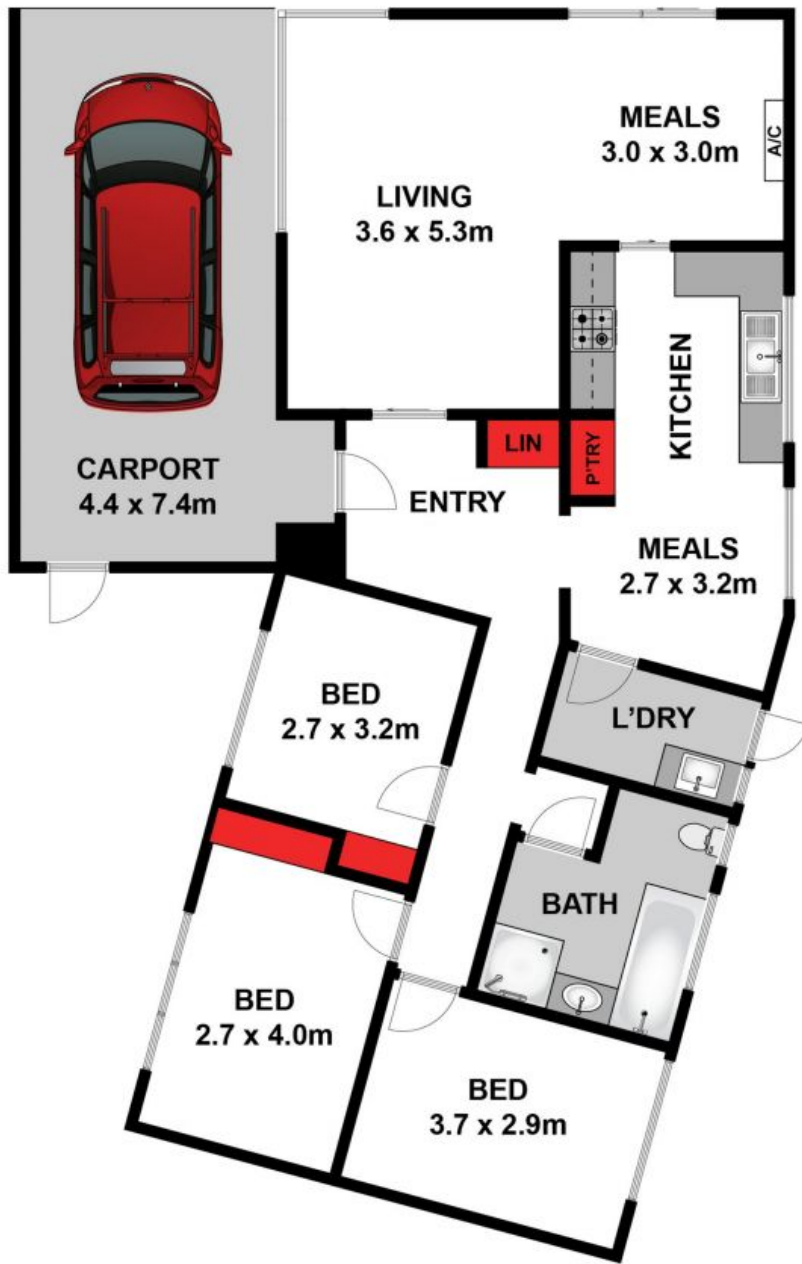 MEALS
3.0 x 3.0m
A/C
LIVING
3.6 x 5.3m
KITCHEN
CARPORT
4.4 x 7.4m
LIN
P'TRY
ENTRY
MEALS
2.7 x 3.2m
BED
2.7 x 3.2m
L'DRY
BATH
BED
2.7 x 4.0m
BED
3.7 x 2.9m